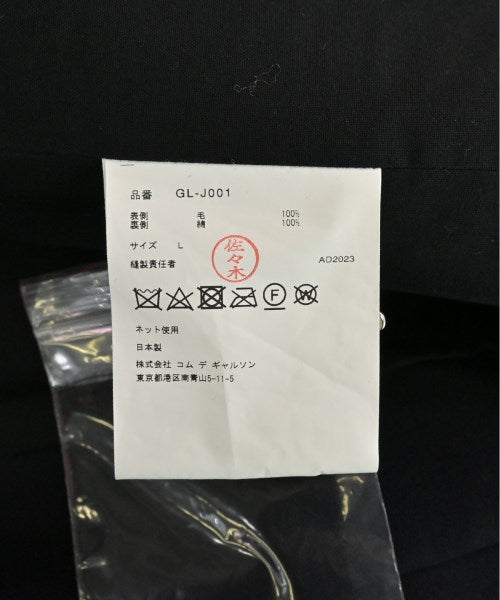 品番 GL-J001
表側 毛 100%
裏側 綿 100%
サイズ L
縫製責任者 佐々木 AD2023
F W
ネット使用
日本製
株式会社 コム デ ギャルソン
東京都港区南青山5-11-5